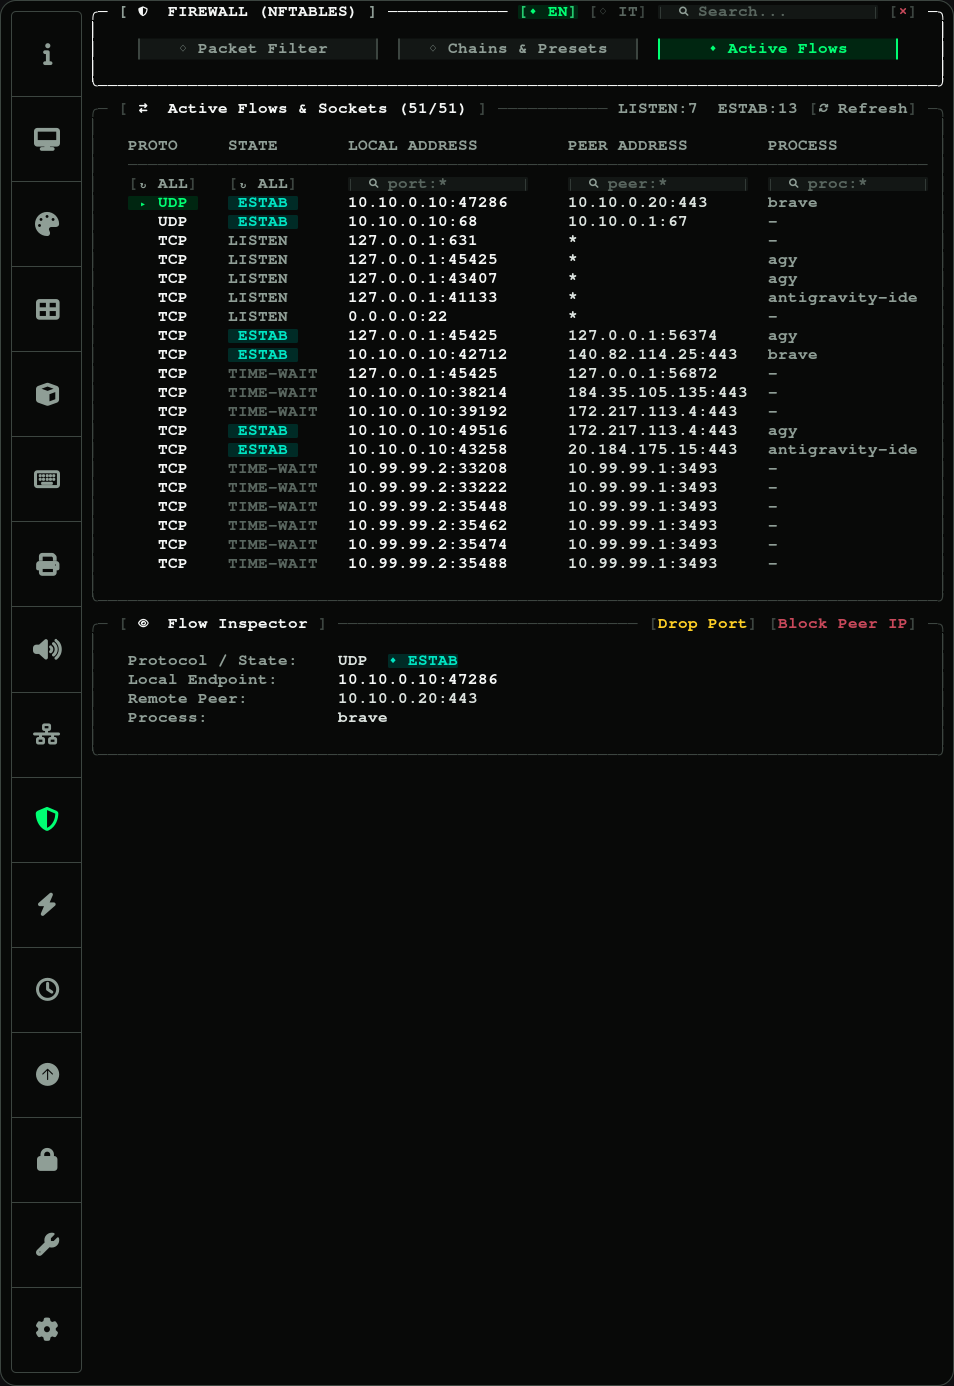 [ FIREWALL (NFTABLES) ] [ EN] [ IT] Search... [×]
Packet Filter Chains & Presets Active Flows
[ Active Flows & Sockets (51/51) ] LISTEN:7 ESTAB:13 [ Refresh]
PROTO STATE LOCAL ADDRESS PEER ADDRESS PROCESS
[↻ ALL] [↻ ALL] port:* peer:* proc:*
▸ UDP ESTAB 10.10.0.10:47286 10.10.0.20:443 brave
UDP ESTAB 10.10.0.10:68 10.10.0.1:67 -
TCP LISTEN 127.0.0.1:631 * -
TCP LISTEN 127.0.0.1:45425 * agy
TCP LISTEN 127.0.0.1:43407 * agy
TCP LISTEN 127.0.0.1:41133 * antigravity-ide
TCP LISTEN 0.0.0.0:22 * -
TCP ESTAB 127.0.0.1:45425 127.0.0.1:56374 agy
TCP ESTAB 10.10.0.10:42712 140.82.114.25:443 brave
TCP TIME-WAIT 127.0.0.1:45425 127.0.0.1:56872 -
TCP TIME-WAIT 10.10.0.10:38214 184.35.105.135:443 -
TCP TIME-WAIT 10.10.0.10:39192 172.217.113.4:443 -
TCP ESTAB 10.10.0.10:49516 172.217.113.4:443 agy
TCP ESTAB 10.10.0.10:43258 20.184.175.15:443 antigravity-ide
TCP TIME-WAIT 10.99.99.2:33208 10.99.99.1:3493 -
TCP TIME-WAIT 10.99.99.2:33222 10.99.99.1:3493 -
TCP TIME-WAIT 10.99.99.2:35448 10.99.99.1:3493 -
TCP TIME-WAIT 10.99.99.2:35462 10.99.99.1:3493 -
TCP TIME-WAIT 10.99.99.2:35474 10.99.99.1:3493 -
TCP TIME-WAIT 10.99.99.2:35488 10.99.99.1:3493 -
[ Flow Inspector ] [Drop Port] [Block Peer IP]
Protocol / State: UDP ESTAB
Local Endpoint: 10.10.0.10:47286
Remote Peer: 10.10.0.20:443
Process: brave